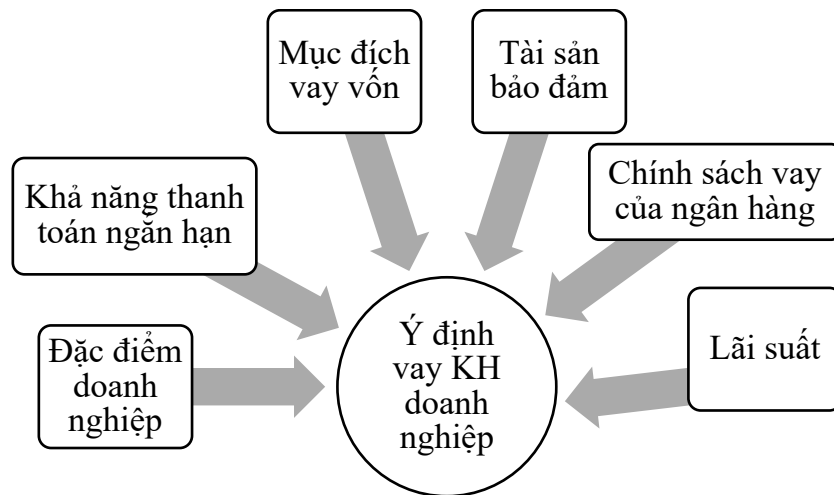 Mục đích
vay vốn
Tài sản
bảo đảm
Khả năng thanh
toán ngắn hạn
Chính sách vay
của ngân hàng
Đặc điểm
doanh
nghiệp
Ý định
vay KH
doanh
nghiệp
Lãi suất